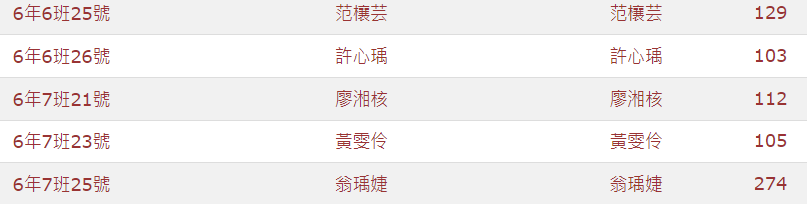 6年6班25號 范欀芸 范欀芸 129
6年6班26號 許心瑀 許心瑀 103
6年7班21號 廖湘核 廖湘核 112
6年7班23號 黃雯伶 黃雯伶 105
6年7班25號 翁瑀婕 翁瑀婕 274